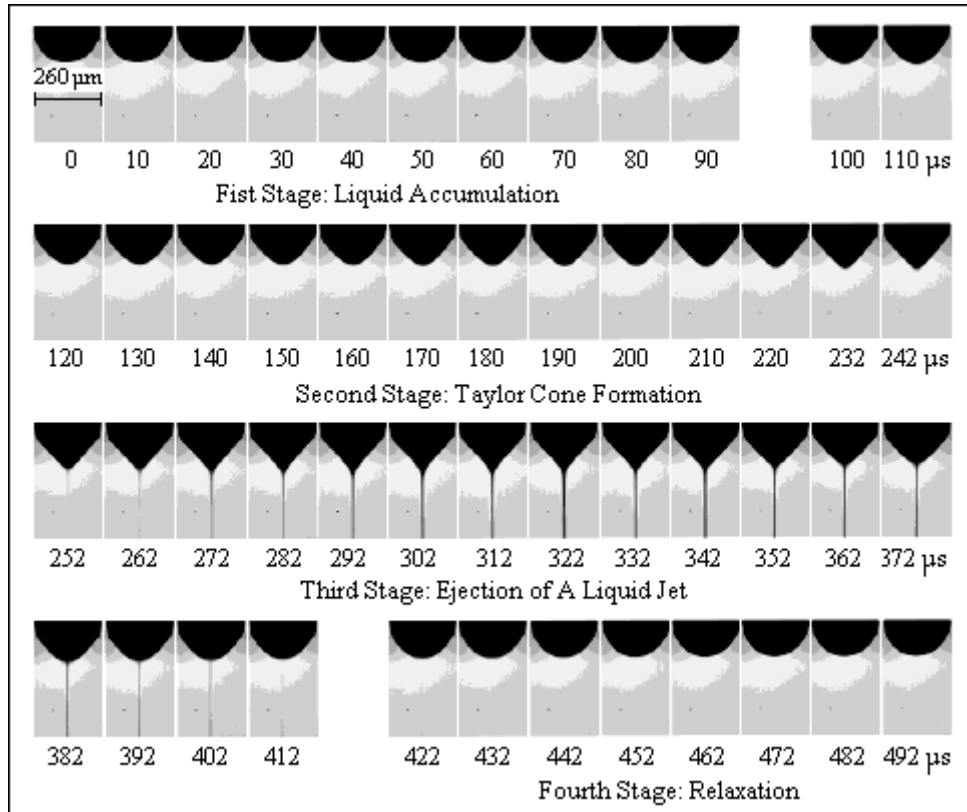 260 µm
0 10 20 30 40 50 60 70 80 90 100 110 µs
Fist Stage: Liquid Accumulation
120 130 140 150 160 170 180 190 200 210 220 232 242 µs
Second Stage: Taylor Cone Formation
252 262 272 282 292 302 312 322 332 342 352 362 372 µs
Third Stage: Ejection of A Liquid Jet
382 392 402 412 422 432 442 452 462 472 482 492 µs
Fourth Stage: Relaxation